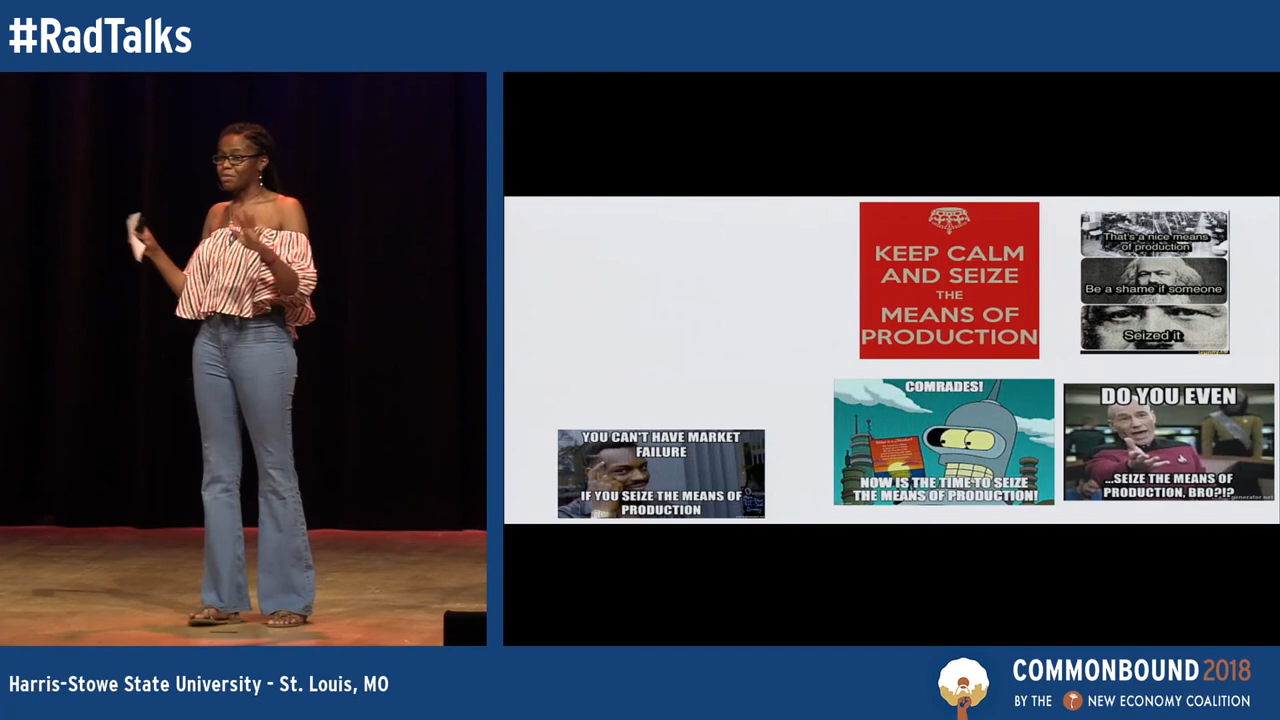 #RadTalks
KEEP CALM
AND SEIZE
THE
MEANS OF
PRODUCTION
That's a nice means
of production
Be a shame if someone
Seized it
YOU CAN'T HAVE MARKET
FAILURE
IF YOU SEIZE THE MEANS OF
PRODUCTION
COMRADES!
NOW IS THE TIME TO SEIZE
THE MEANS OF PRODUCTION!
DO YOU EVEN
...SEIZE THE MEANS OF
PRODUCTION, BRO?!?
Harris-Stowe State University - St. Louis, MO
COMMONBOUND 2018
BY THE NEW ECONOMY COALITION